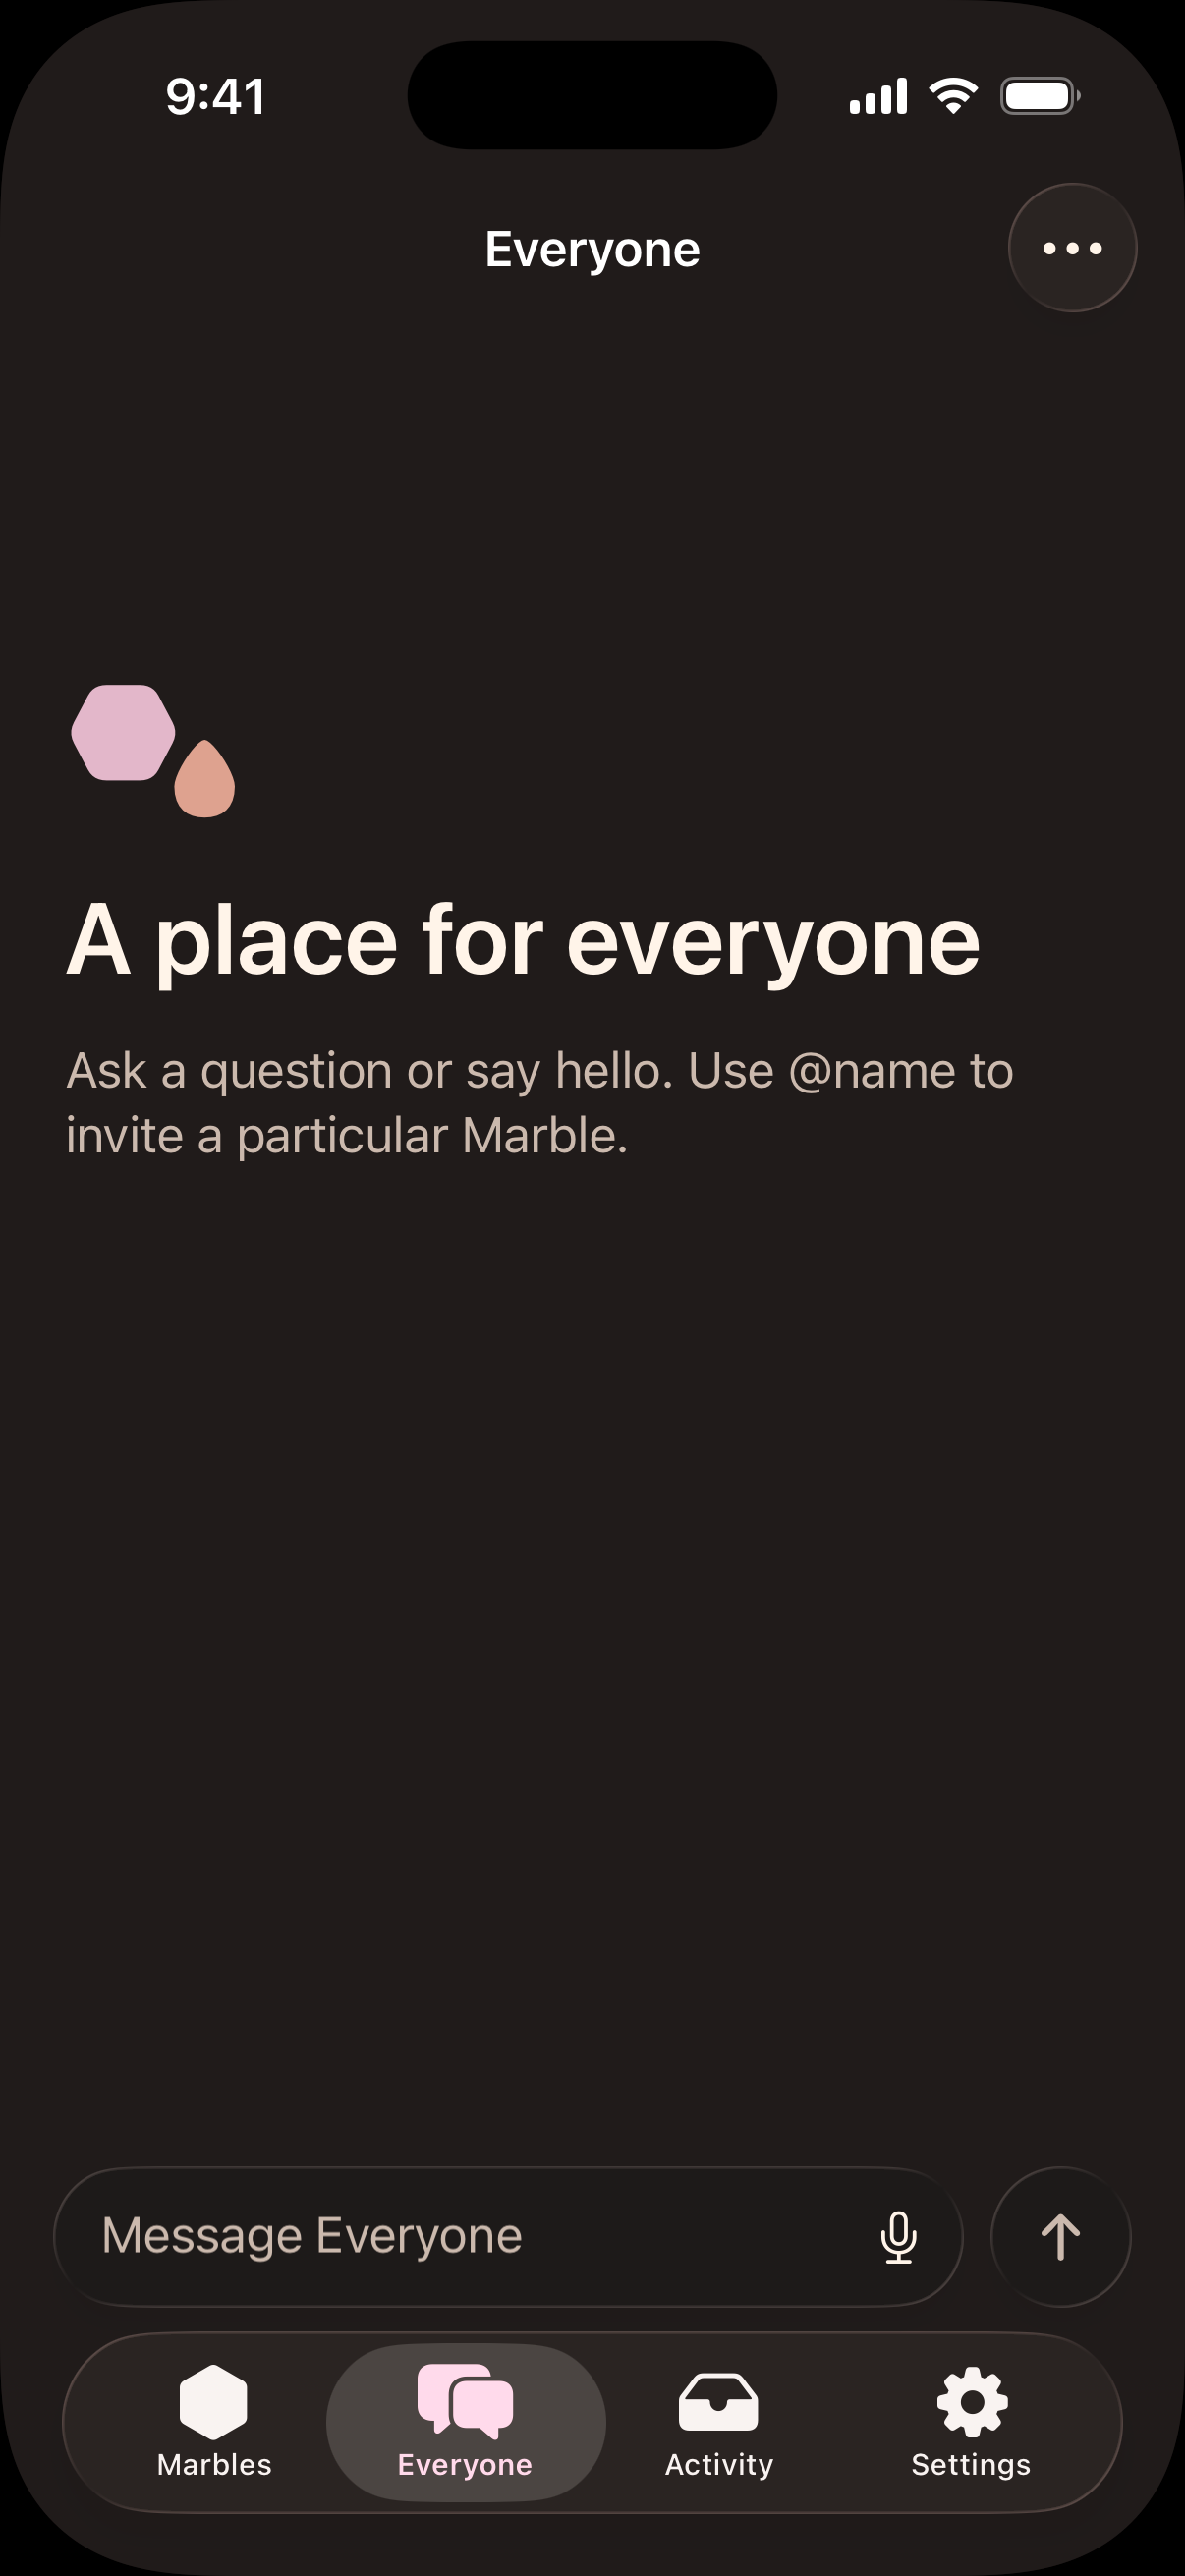 9:41
Everyone
A place for everyone
Ask a question or say hello. Use @name to
invite a particular Marble.
Message Everyone
Marbles
Everyone
Activity
Settings